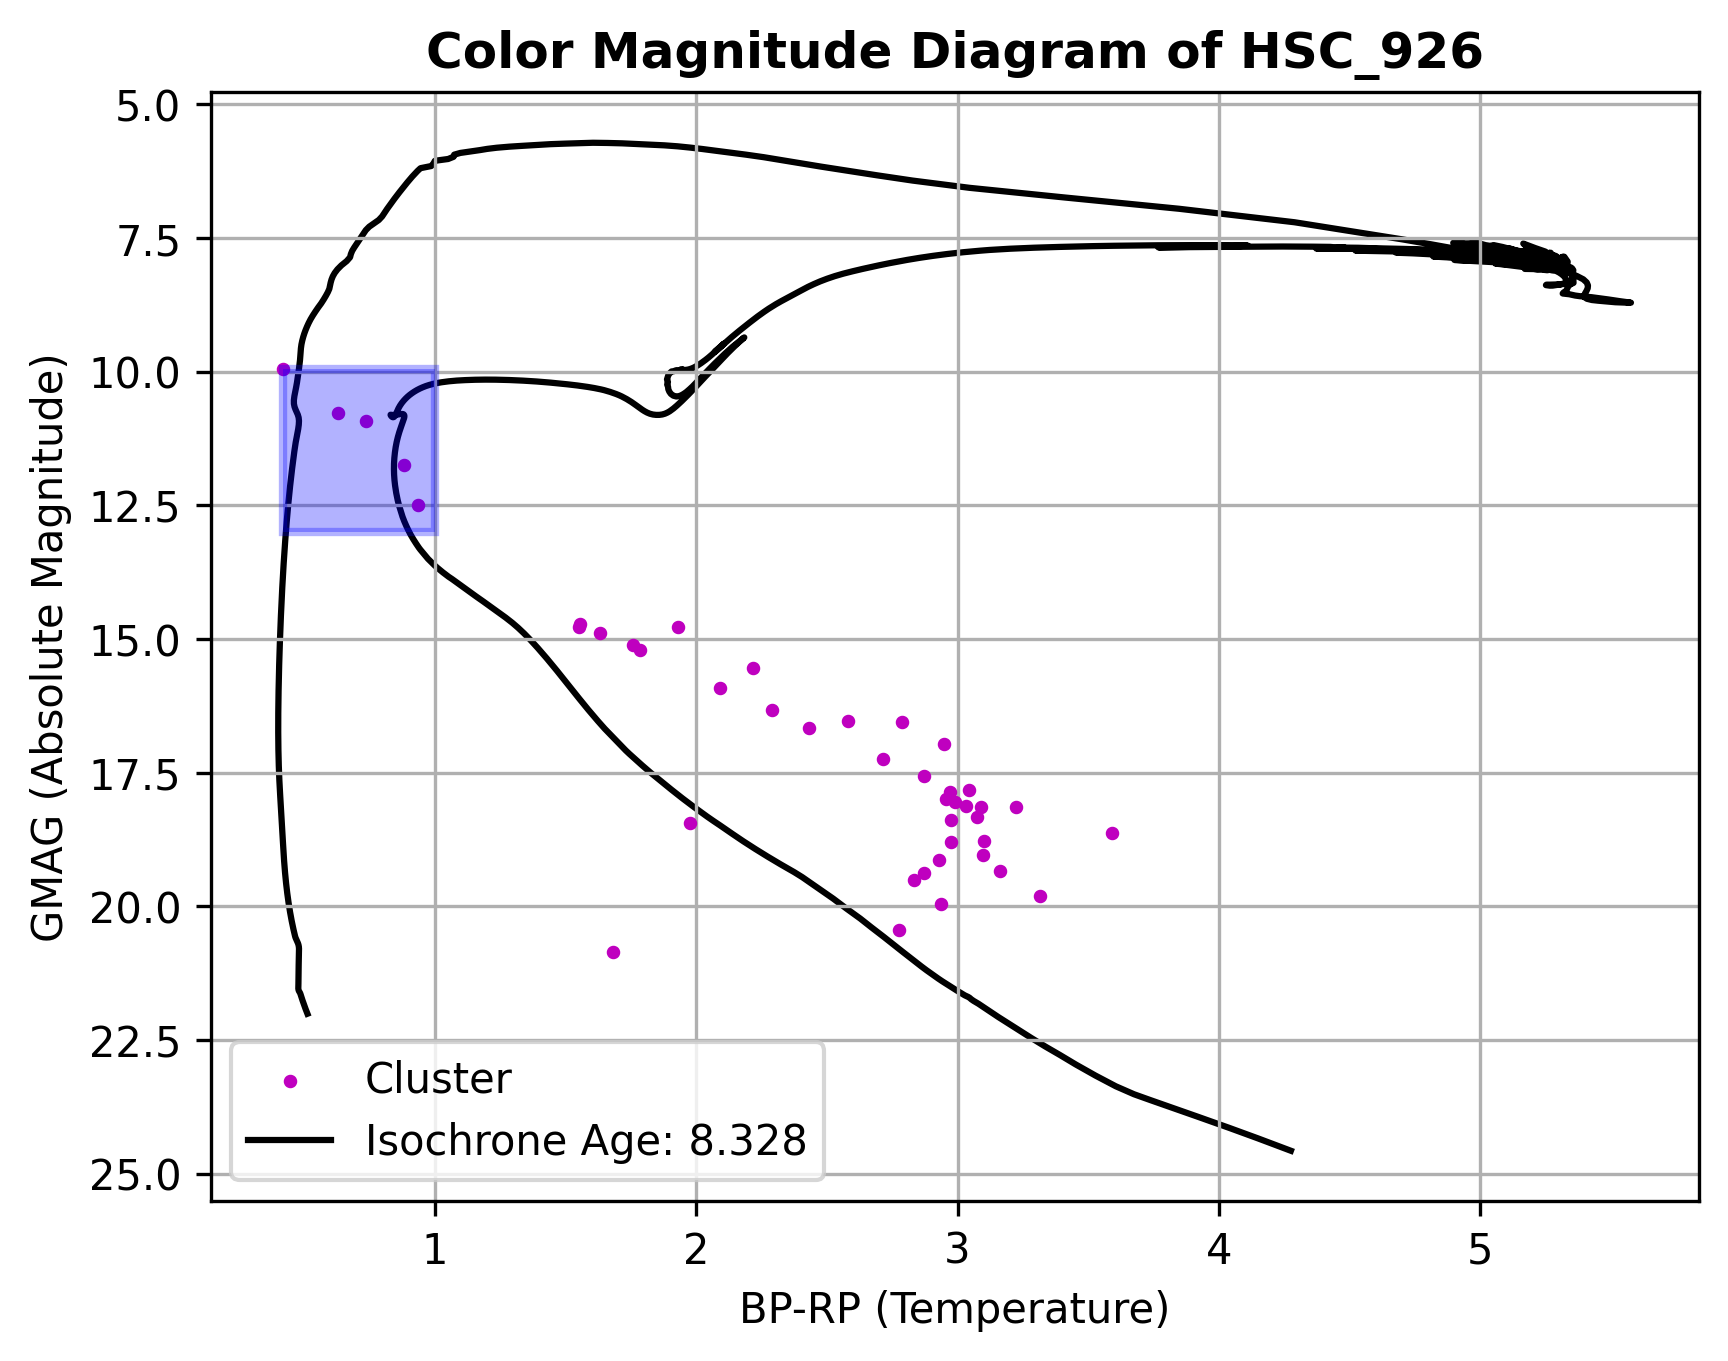 Color Magnitude Diagram of HSC_926
GMAG (Absolute Magnitude)
5.0
7.5
10.0
12.5
15.0
17.5
20.0
22.5
25.0
Cluster
Isochrone Age: 8.328
1 2 3 4 5
BP-RP (Temperature)